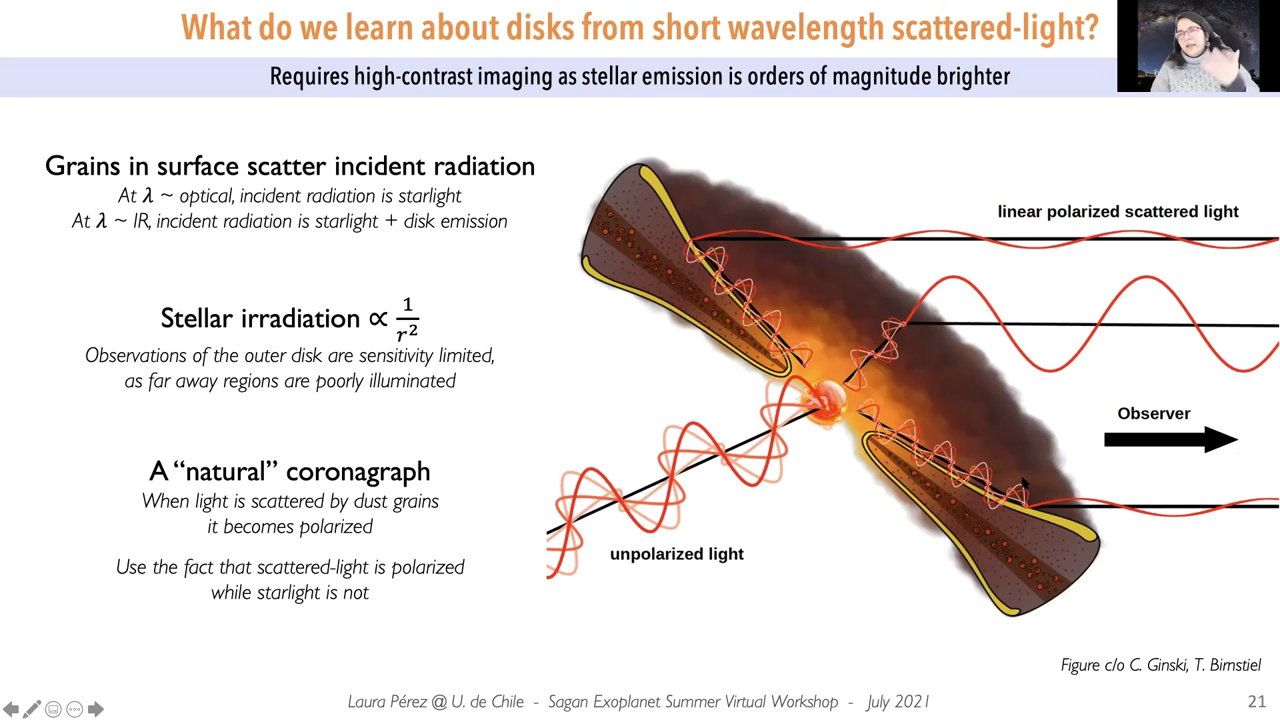 What do we learn about disks from short wavelength scattered-light?
Requires high-contrast imaging as stellar emission is orders of magnitude brighter
Grains in surface scatter incident radiation
At λ ~ optical, incident radiation is starlight
At λ ~ IR, incident radiation is starlight + disk emission
Stellar irradiation ∝ 1/r²
Observations of the outer disk are sensitivity limited,
as far away regions are poorly illuminated
A “natural” coronagraph
When light is scattered by dust grains
it becomes polarized
Use the fact that scattered-light is polarized
while starlight is not
linear polarized scattered light
Observer
unpolarized light
Figure c/o C. Ginski, T. Birnstiel
Laura Pérez @ U. de Chile - Sagan Exoplanet Summer Virtual Workshop - July 2021
21